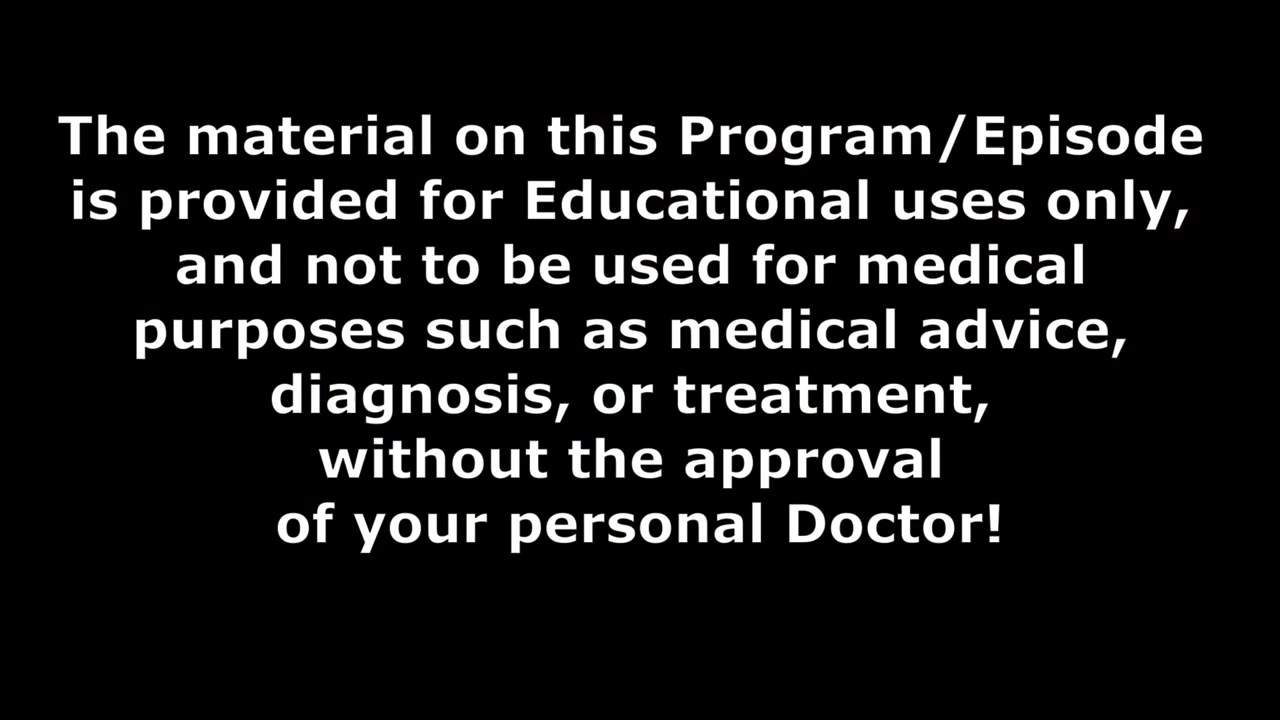 The material on this Program/Episode
is provided for Educational uses only,
and not to be used for medical
purposes such as medical advice,
diagnosis, or treatment,
without the approval
of your personal Doctor!